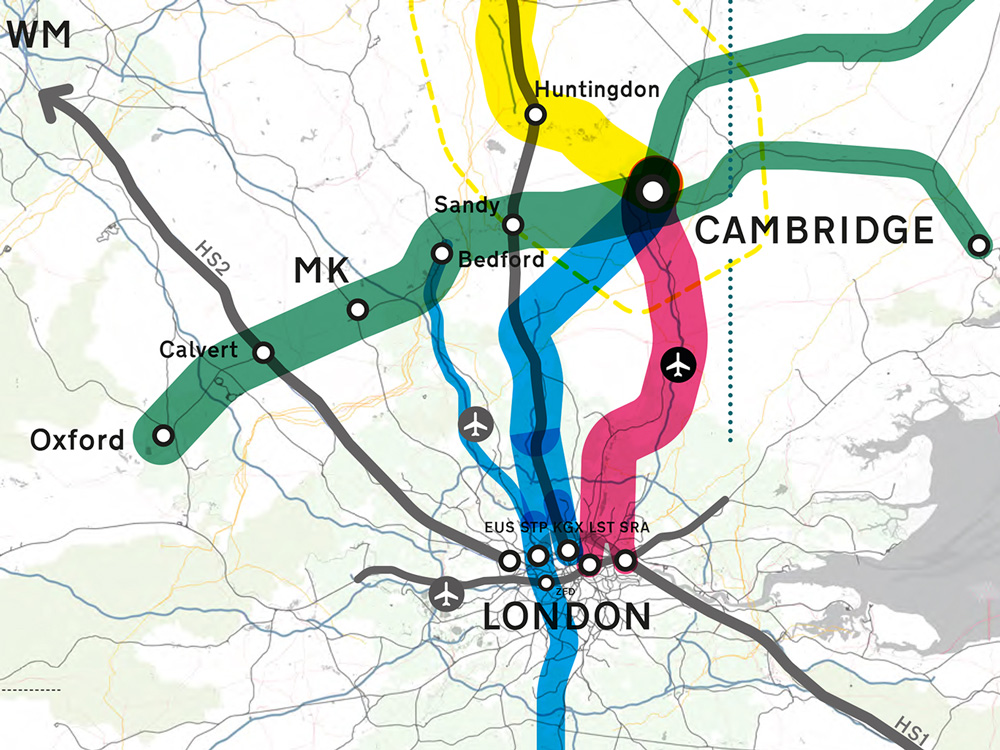 WM
Huntingdon
Sandy
CAMBRIDGE
HS2
MK
Bedford
Calvert
Oxford
EUS STP KGX LST SRA
ZFD
LONDON
HS1